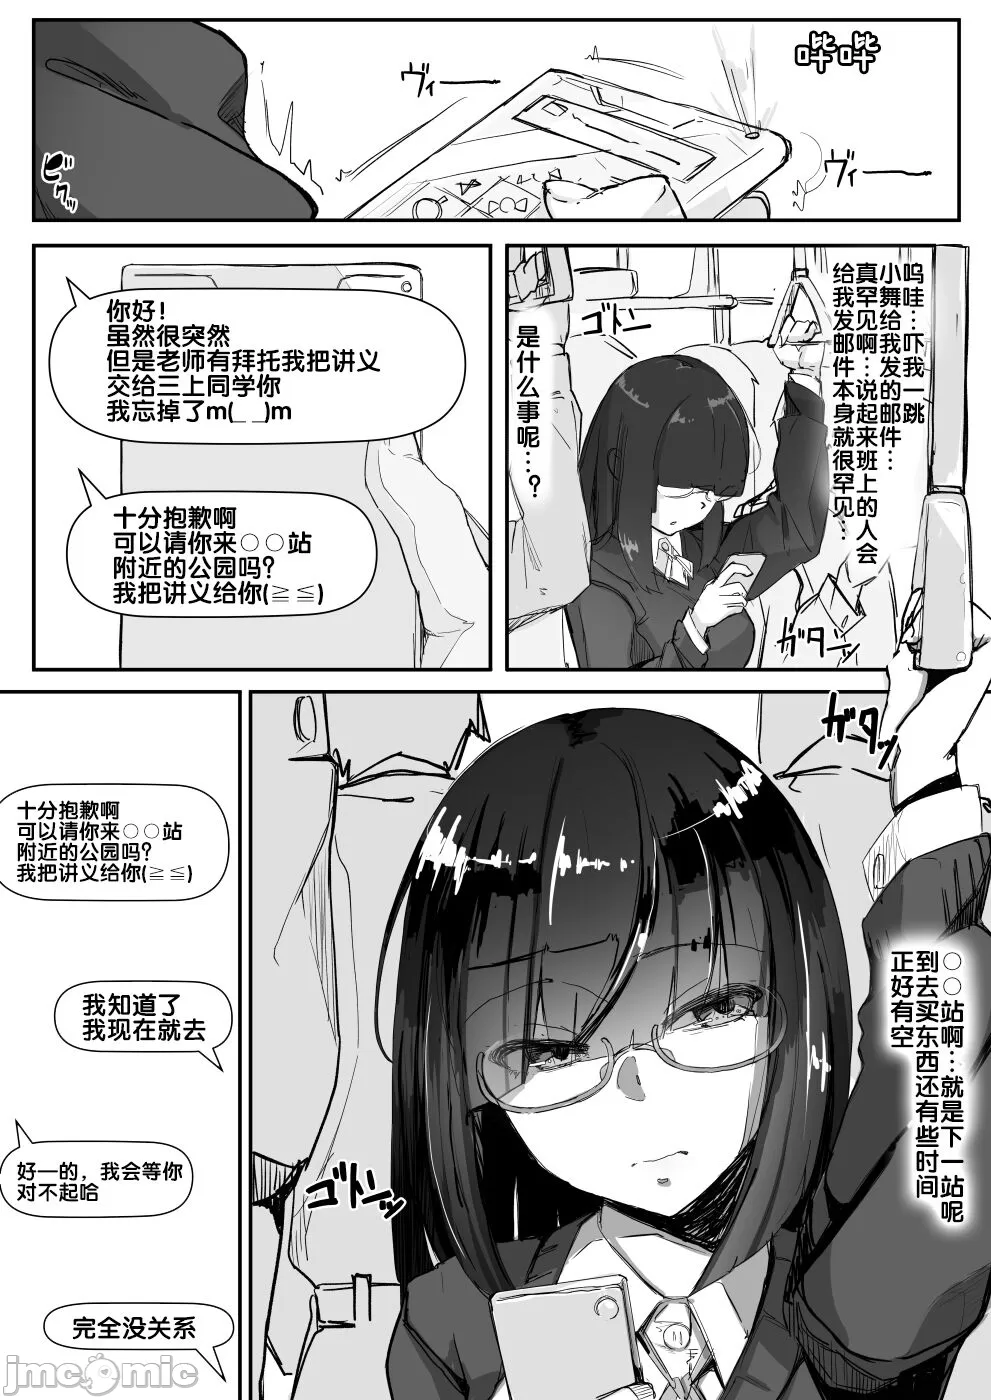 哔哔
ヴィ——
ヴィ——
ビクッ
呜哇…吓我一跳
小舞给我发的邮件…
真罕见啊…说起来班上的人会
给我发邮件本身就很罕见…
是什么事呢…？
ゴトン
ガタン
你好！
虽然很突然
但是老师有拜托我把讲义
交给三上同学你
我忘掉了m(_ _)m
十分抱歉啊
可以请你来○○站
附近的公园吗？
我把讲义给你(≧≦)
ガタッ
十分抱歉啊
可以请你来○○站
附近的公园吗？
我把讲义给你(≧≦)
我知道了
我现在就去
好—的，我会等你
对不起哈
完全没关系
○○站啊…就是下一站呢
到去买东西还有些时间
正好有空
ゴトンッ
jmcomic